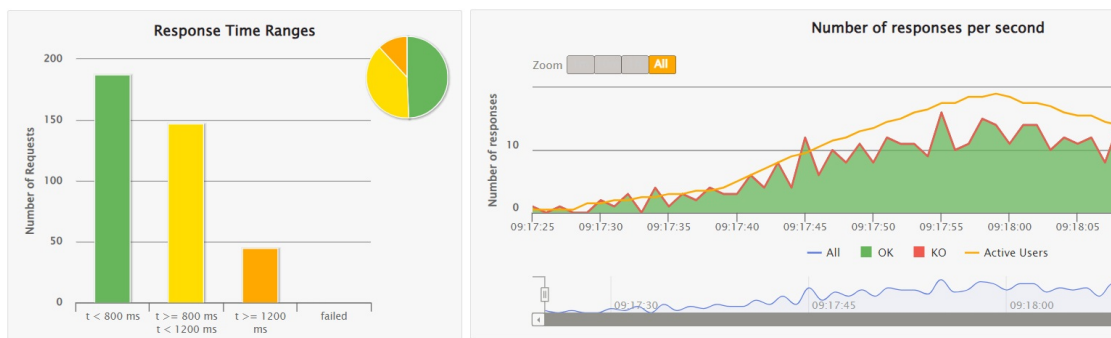 Response Time Ranges
Number of Requests
200
150
100
50
0
t < 800 ms
t >= 800 ms
t < 1200 ms
t >= 1200
ms
failed
Number of responses per second
Zoom
All
Number of responses
10
0
09:17:25
09:17:30
09:17:35
09:17:40
09:17:45
09:17:50
09:17:55
09:18:00
09:18:05
All
OK
KO
Active Users
09:17:30
09:17:45
09:18:00